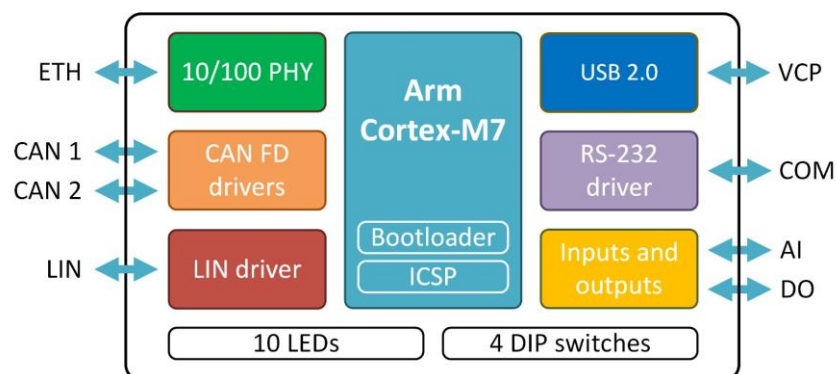 ETH
10/100 PHY
Arm
Cortex-M7
USB 2.0
VCP
CAN 1
CAN 2
CAN FD
drivers
RS-232
driver
COM
LIN
LIN driver
Bootloader
ICSP
Inputs and
outputs
AI
DO
10 LEDs
4 DIP switches